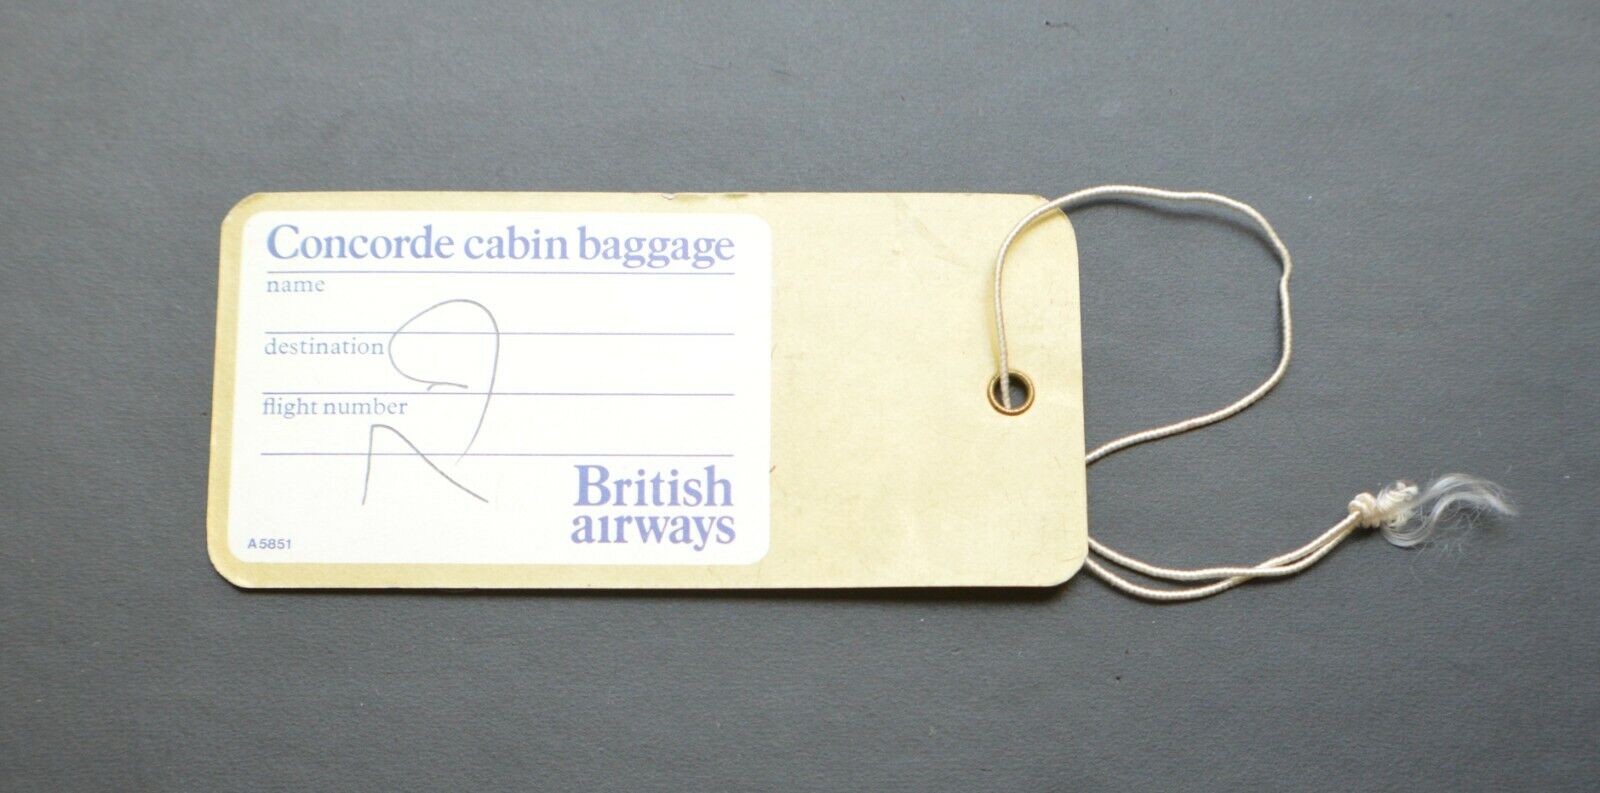 Concorde cabin baggage
name
destination
flight number
British
airways
A5851